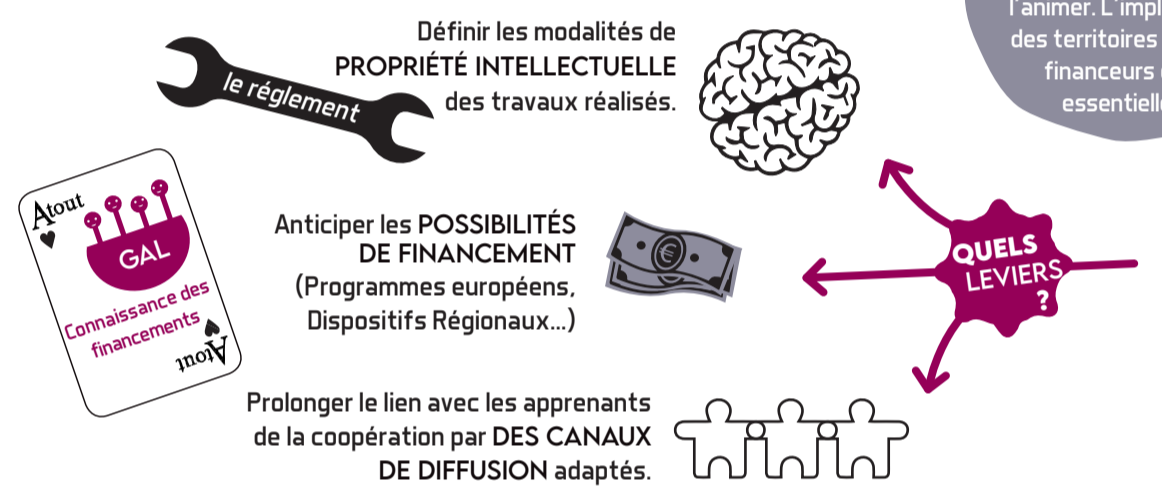 l'animer. L'impl
des territoires
financeurs
essentielle
Définir les modalités de
PROPRIÉTÉ INTELLECTUELLE
des travaux réalisés.
le réglement
Atout
GAL
Connaissance des
financements
Atout
Anticiper les POSSIBILITÉS
DE FINANCEMENT
(Programmes européens,
Dispositifs Régionaux...)
QUELS
LEVIERS
?
Prolonger le lien avec les apprenants
de la coopération par DES CANAUX
DE DIFFUSION adaptés.